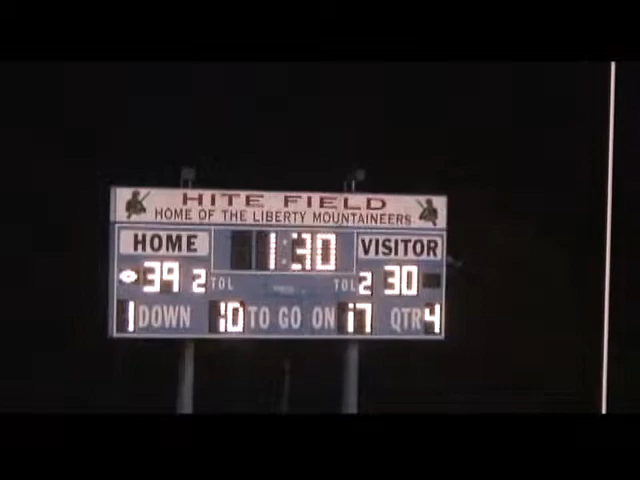 HITE FIELD
HOME OF THE LIBERTY MOUNTAINEERS
HOME 1:30 VISITOR
39 2 TOL TOL 2 30
1 DOWN 10 TO GO ON 17 QTR 4